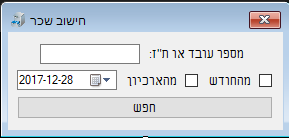 חישוב שכר
מספר עובד או ת"ז:
מהחודש מהארכיון 2017-12-28
חפש